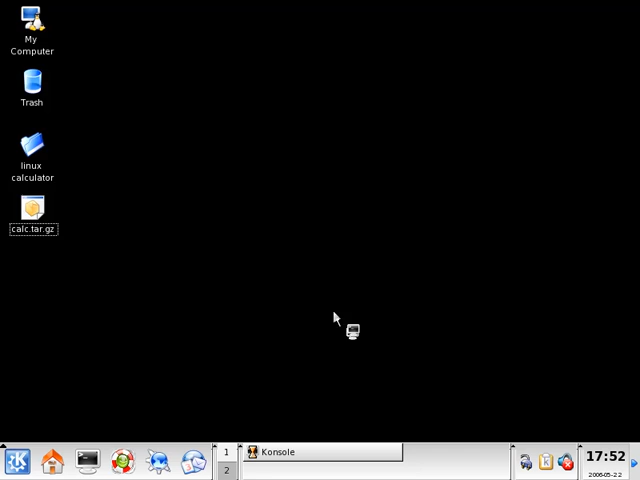 My
Computer
Trash
linux
calculator
calc.tar.gz
1
2
Konsole
17:52
2006-05-22